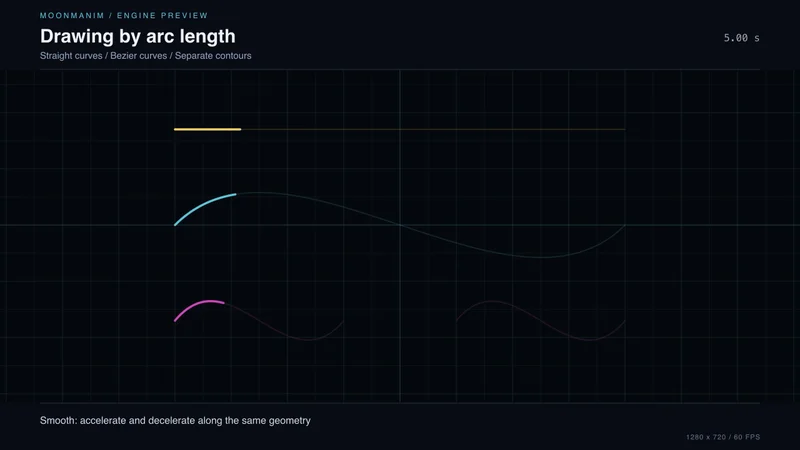 MOONMANIM / ENGINE PREVIEW
Drawing by arc length
5.00 s
Straight curves / Bezier curves / Separate contours
Smooth: accelerate and decelerate along the same geometry
1280 x 720 / 60 FPS